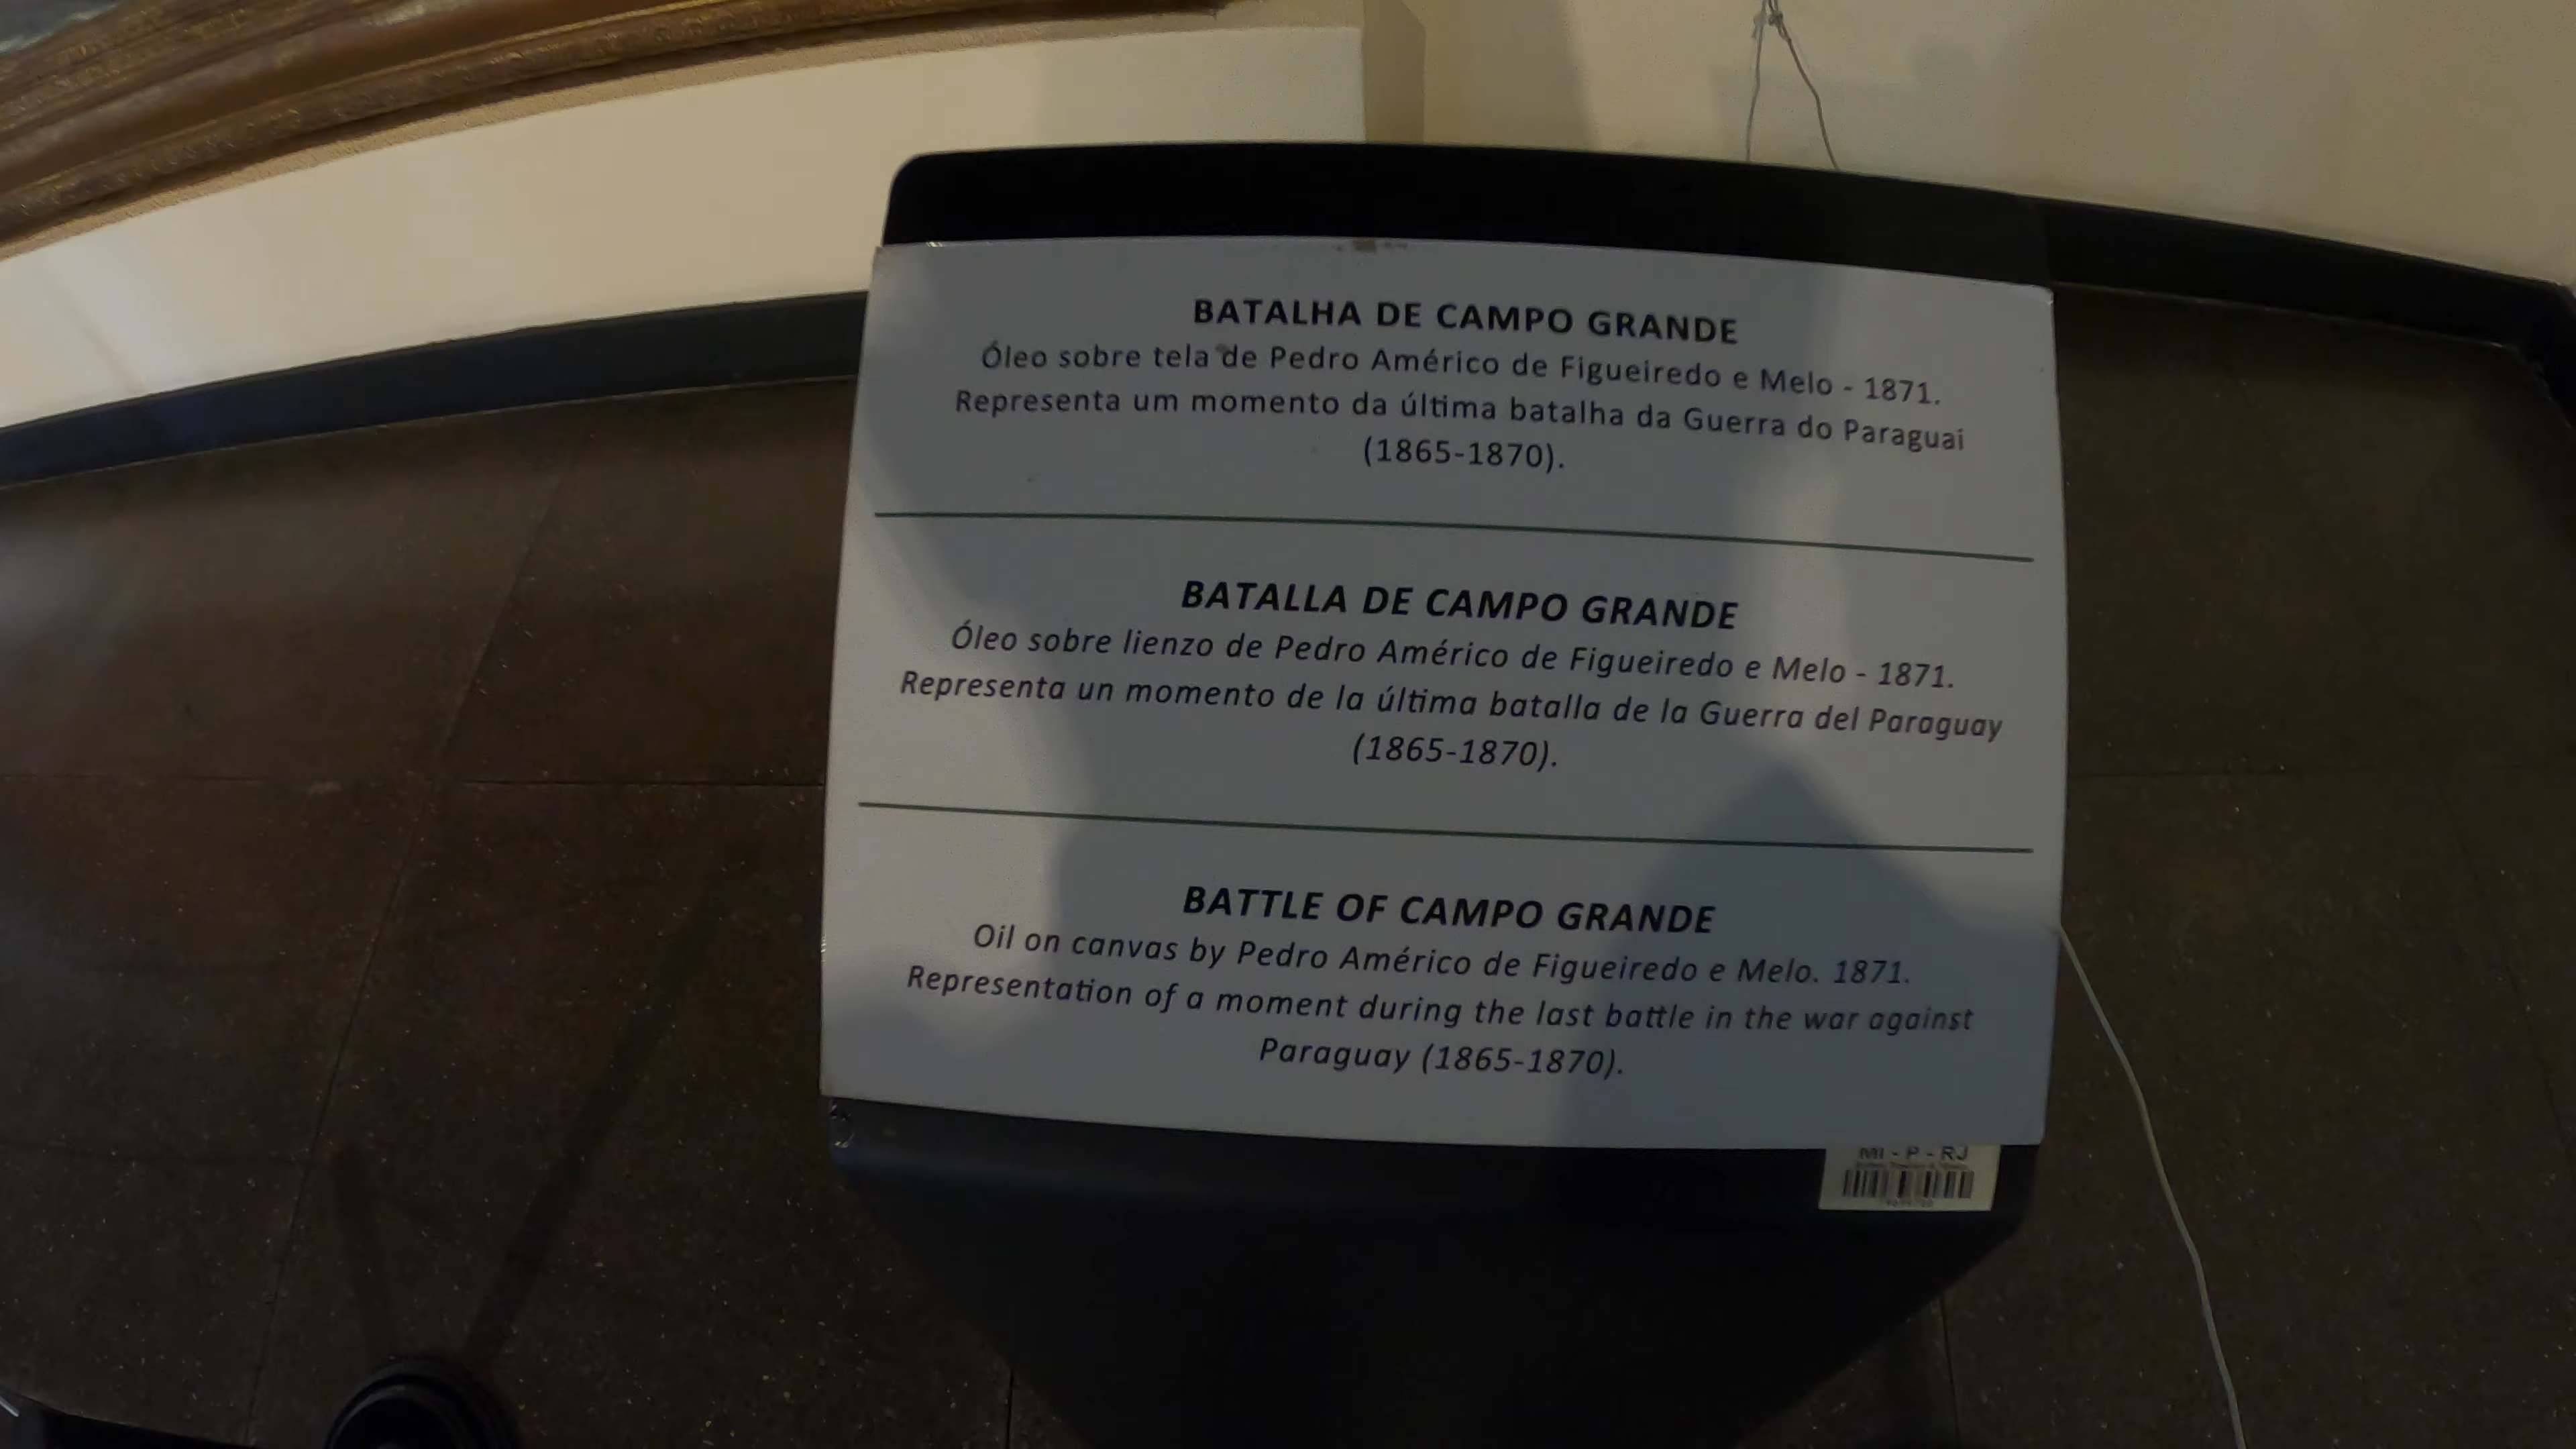 BATALHA DE CAMPO GRANDE
Óleo sobre tela de Pedro Américo de Figueiredo e Melo - 1871.
Representa um momento da última batalha da Guerra do Paraguai
(1865-1870).
BATALLA DE CAMPO GRANDE
Óleo sobre lienzo de Pedro Américo de Figueiredo e Melo - 1871.
Representa un momento de la última batalla de la Guerra del Paraguay
(1865-1870).
BATTLE OF CAMPO GRANDE
Oil on canvas by Pedro Américo de Figueiredo e Melo. 1871.
Representation of a moment during the last battle in the war against
Paraguay (1865-1870).
MI - P - RJ